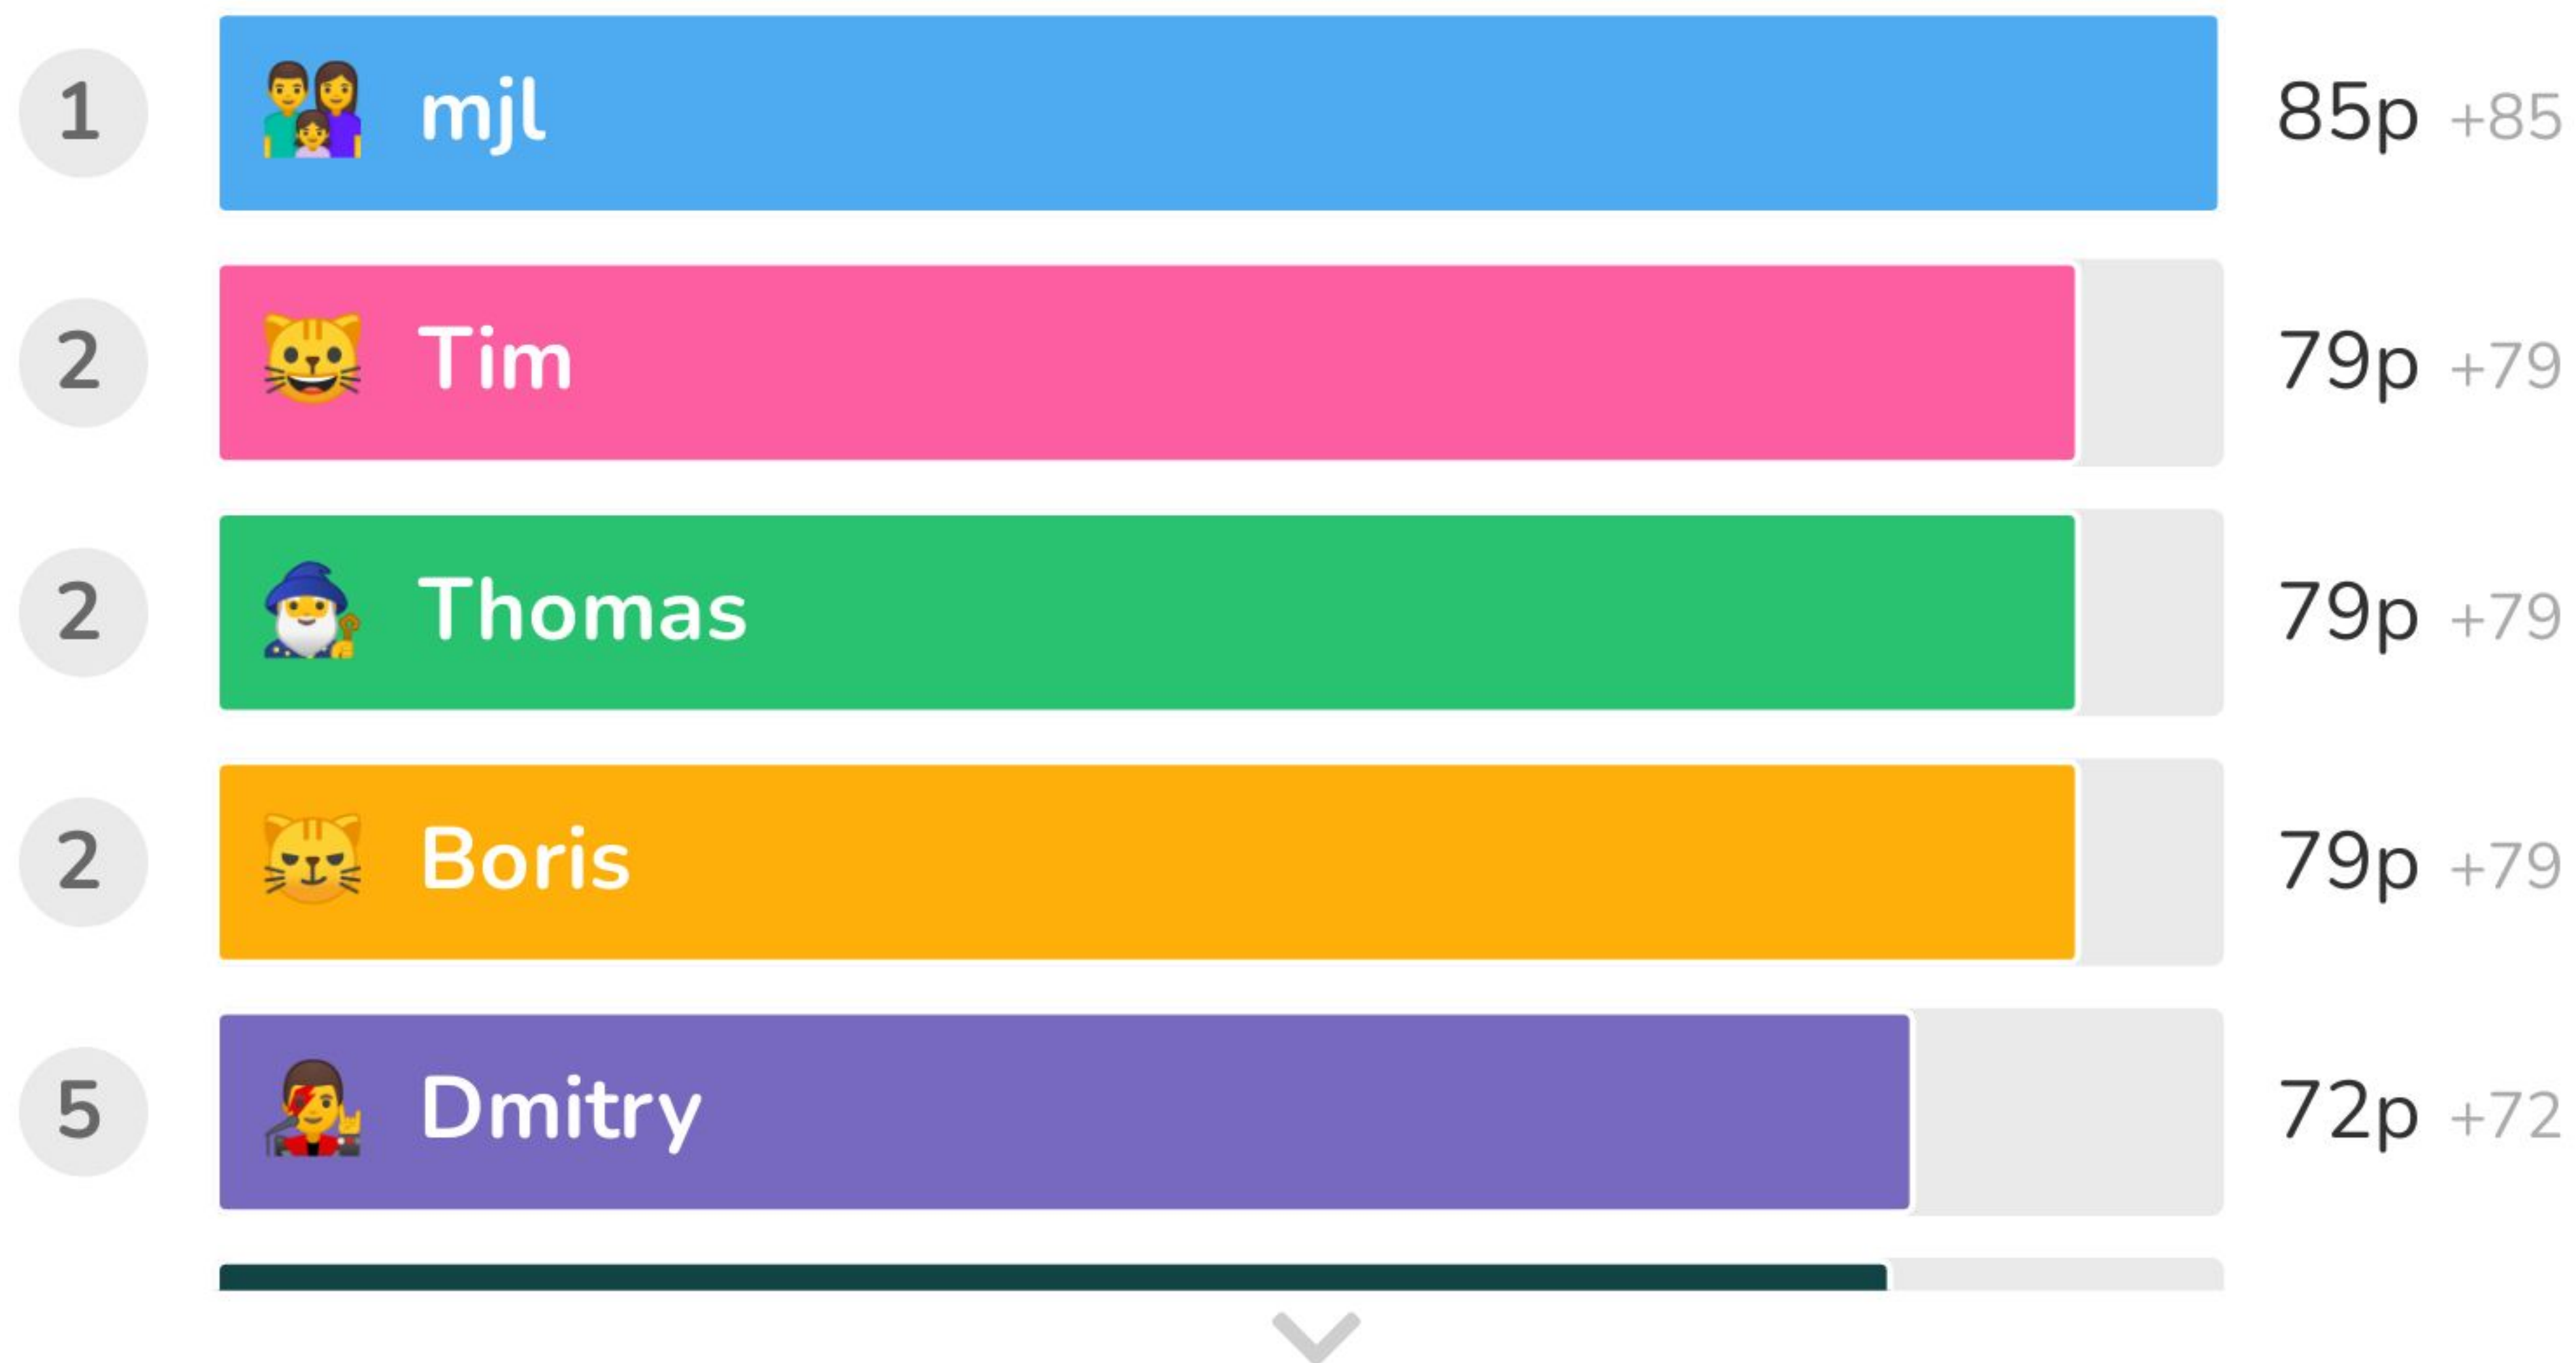 1 mjl 85p +85
2 Tim 79p +79
2 Thomas 79p +79
2 Boris 79p +79
5 Dmitry 72p +72